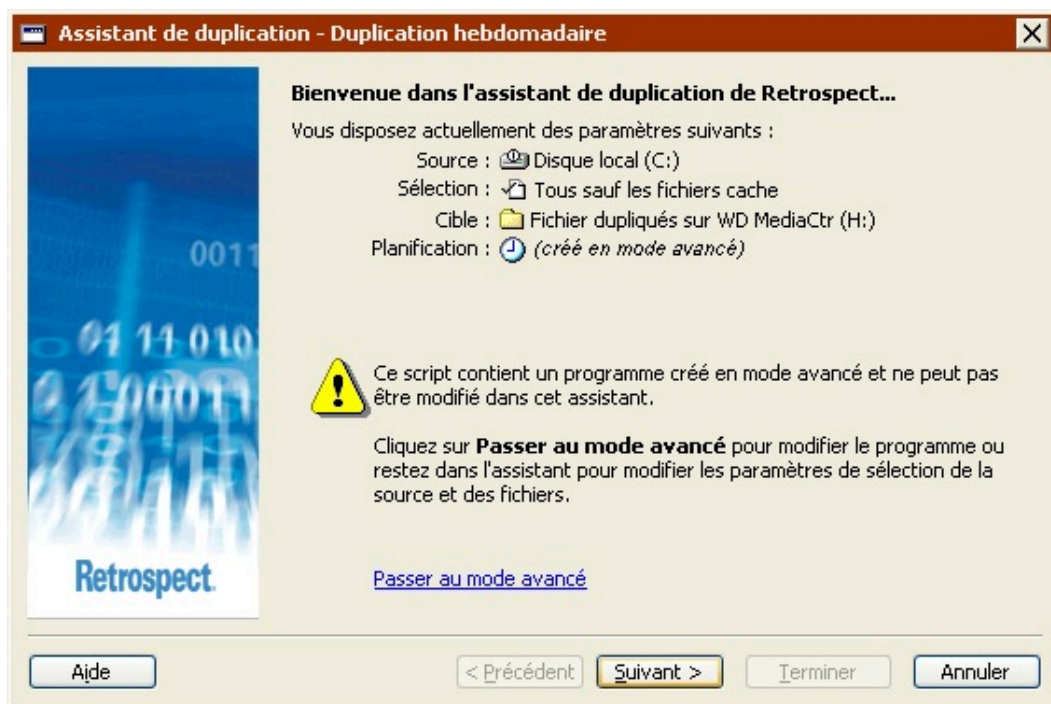 Assistant de duplication - Duplication hebdomadaire
Bienvenue dans l'assistant de duplication de Retrospect...
Vous disposez actuellement des paramètres suivants :
Source : Disque local (C:)
Sélection : Tous sauf les fichiers cache
Cible : Fichier dupliqués sur WD MediaCtr (H:)
Planification : (créé en mode avancé)
0011
01 11 010
Ce script contient un programme créé en mode avancé et ne peut pas
être modifié dans cet assistant.
Cliquez sur Passer au mode avancé pour modifier le programme ou
restez dans l'assistant pour modifier les paramètres de sélection de la
source et des fichiers.
Retrospect.
Passer au mode avancé
Aide
< Précédent
Suivant >
Terminer
Annuler